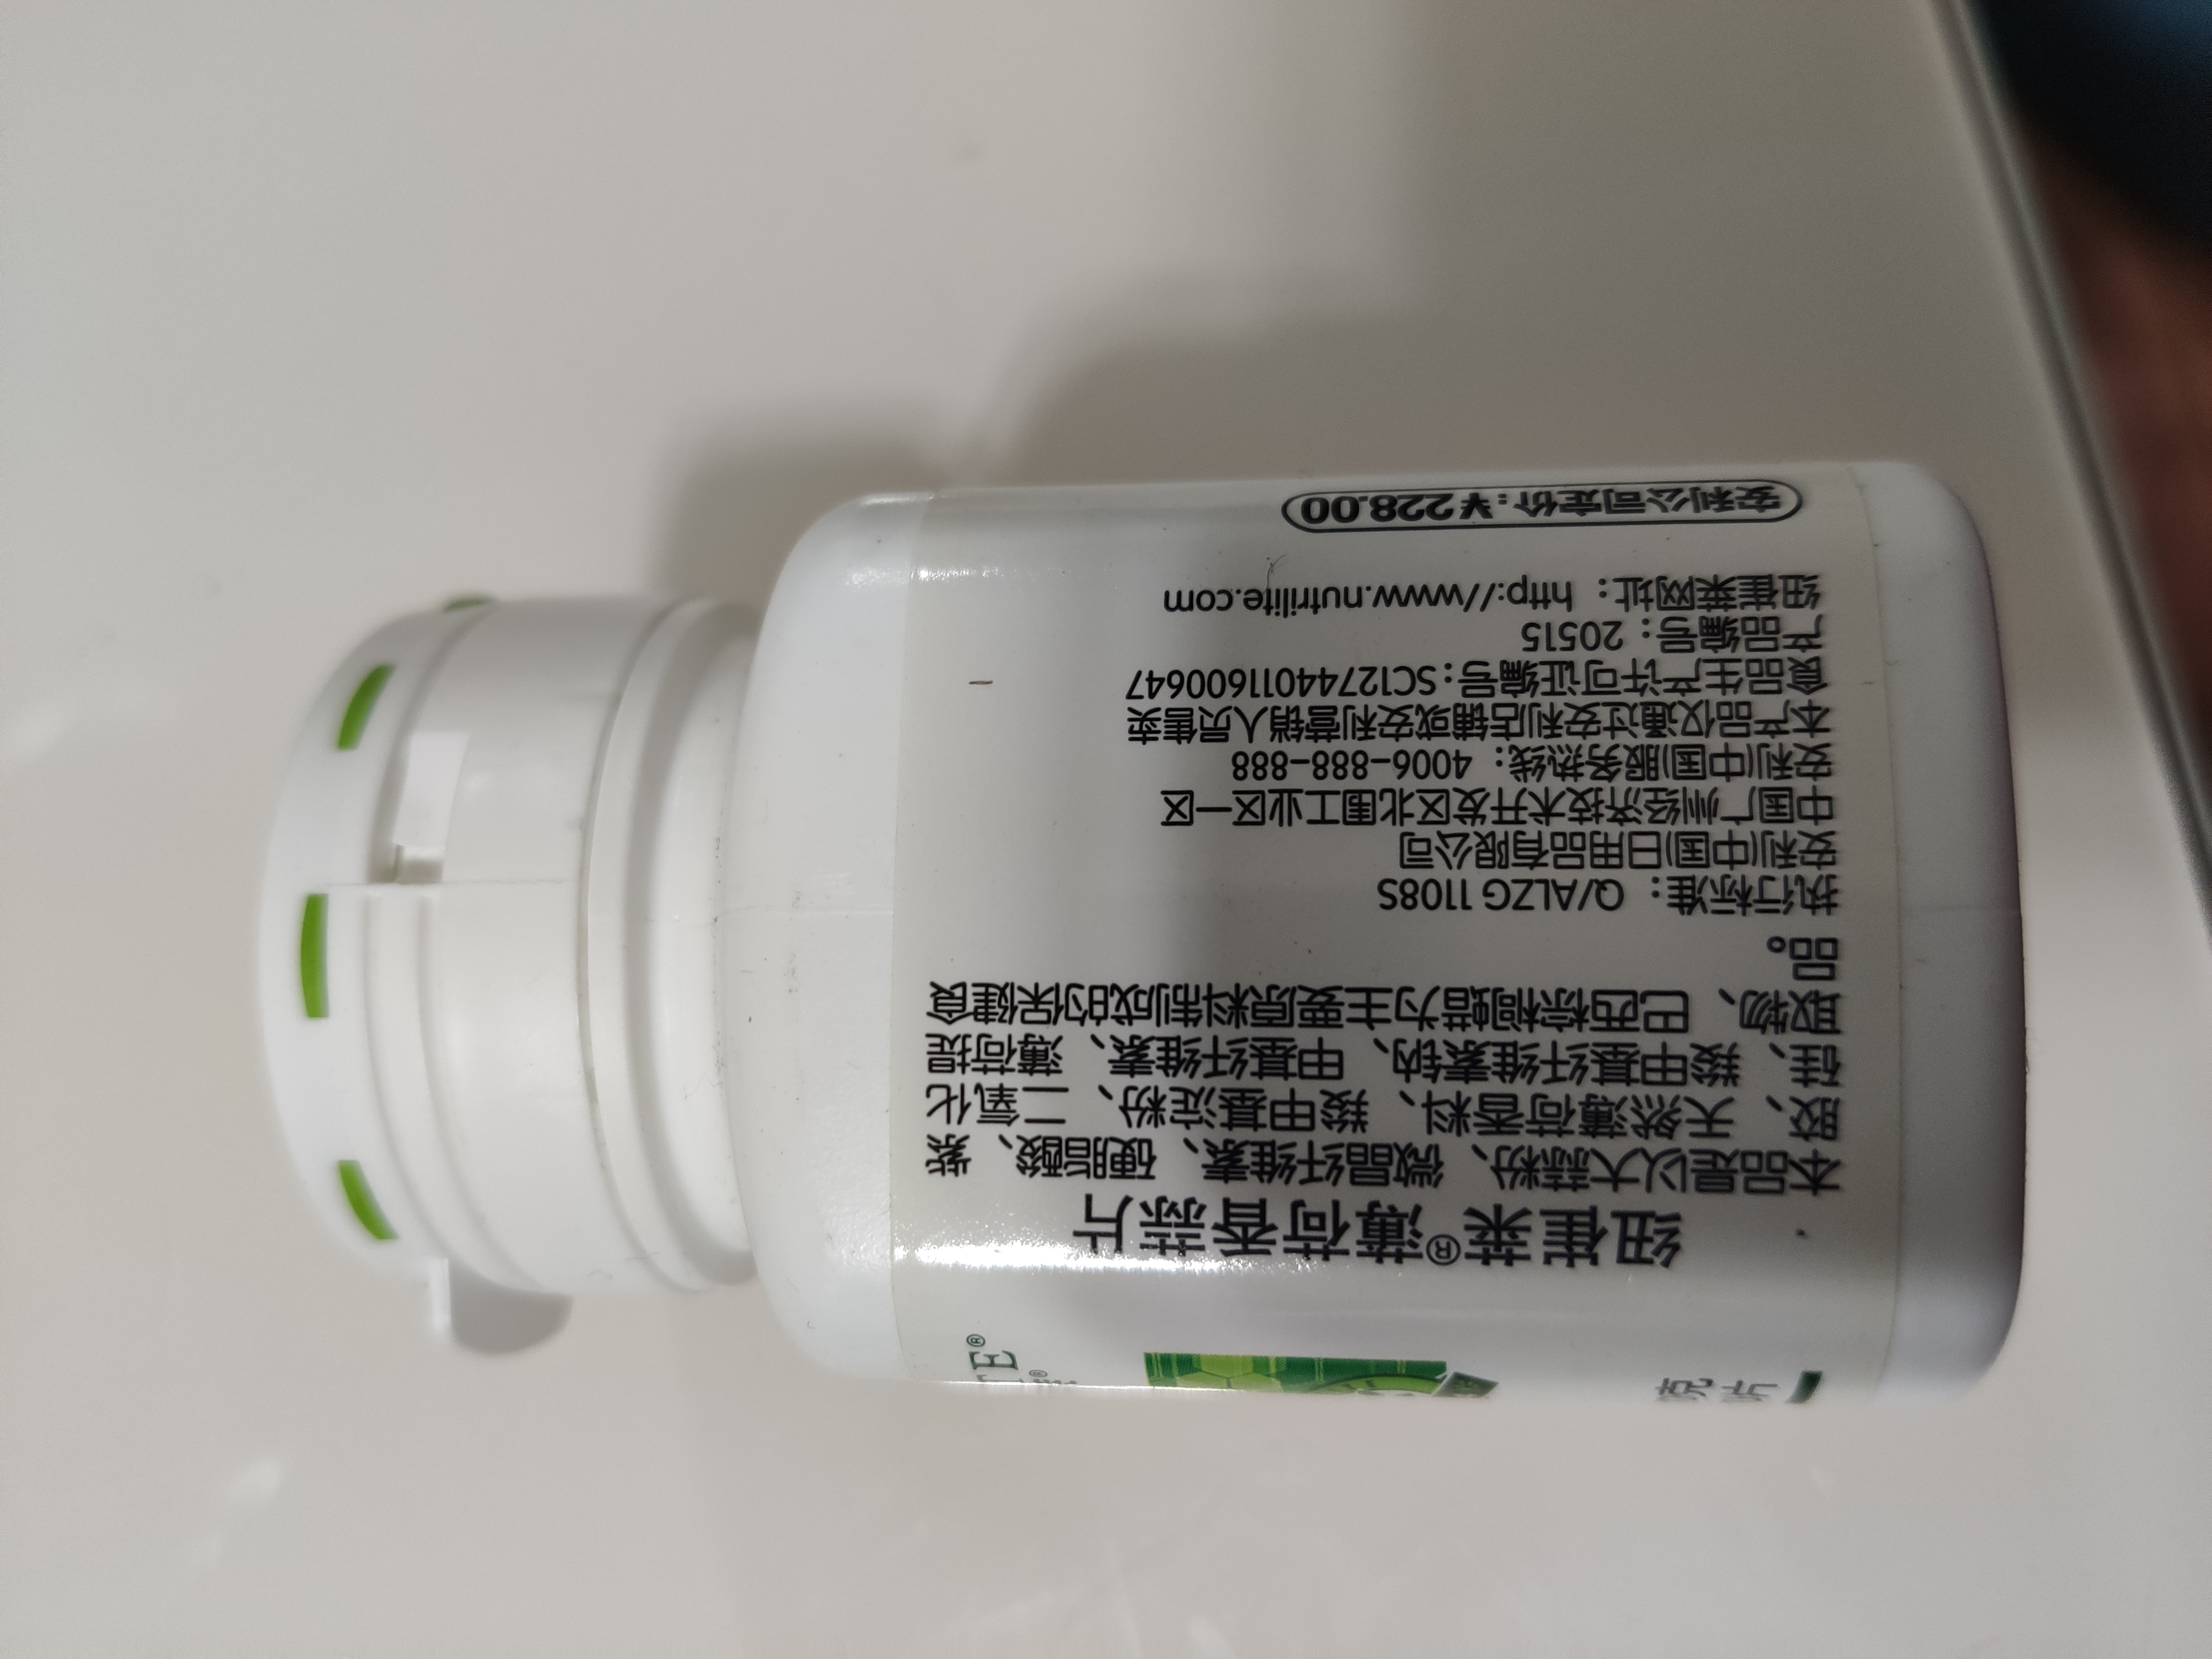 纽崔莱®薄荷香蒜片
本品是以大蒜粉、微晶纤维素、硬脂酸、紫
胶、天然薄荷香料、羧甲基淀粉、二氧化
硅、羧甲基纤维素钠、甲基纤维素、薄荷提
取物、巴西棕榈蜡为主要原料制成的保健食
品。
执行标准：Q/ALZG 1108S
安利(中国)日用品有限公司
中国广州经济技术开发区北围工业区一区
安利(中国)服务热线：4006-888-888
本产品仅通过安利店铺或安利营销人员售卖
食品生产许可证编号：SC12744011600647
产品编号：20515
纽崔莱网址：http://www.nutrilite.com
安利公司定价：￥228.00